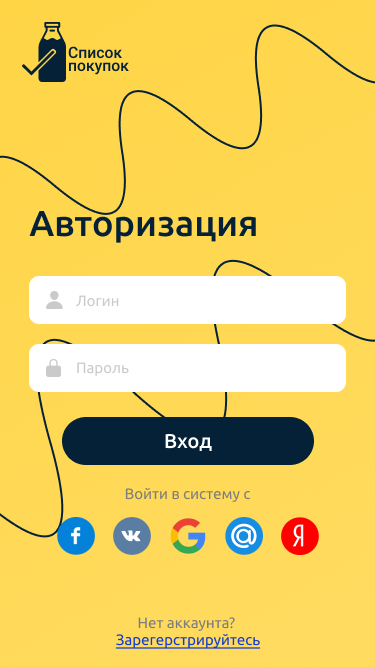 Список
покупок
Авторизация
Логин
Пароль
Вход
Войти в систему с
Нет аккаунта?
Зарегерстрируйтесь